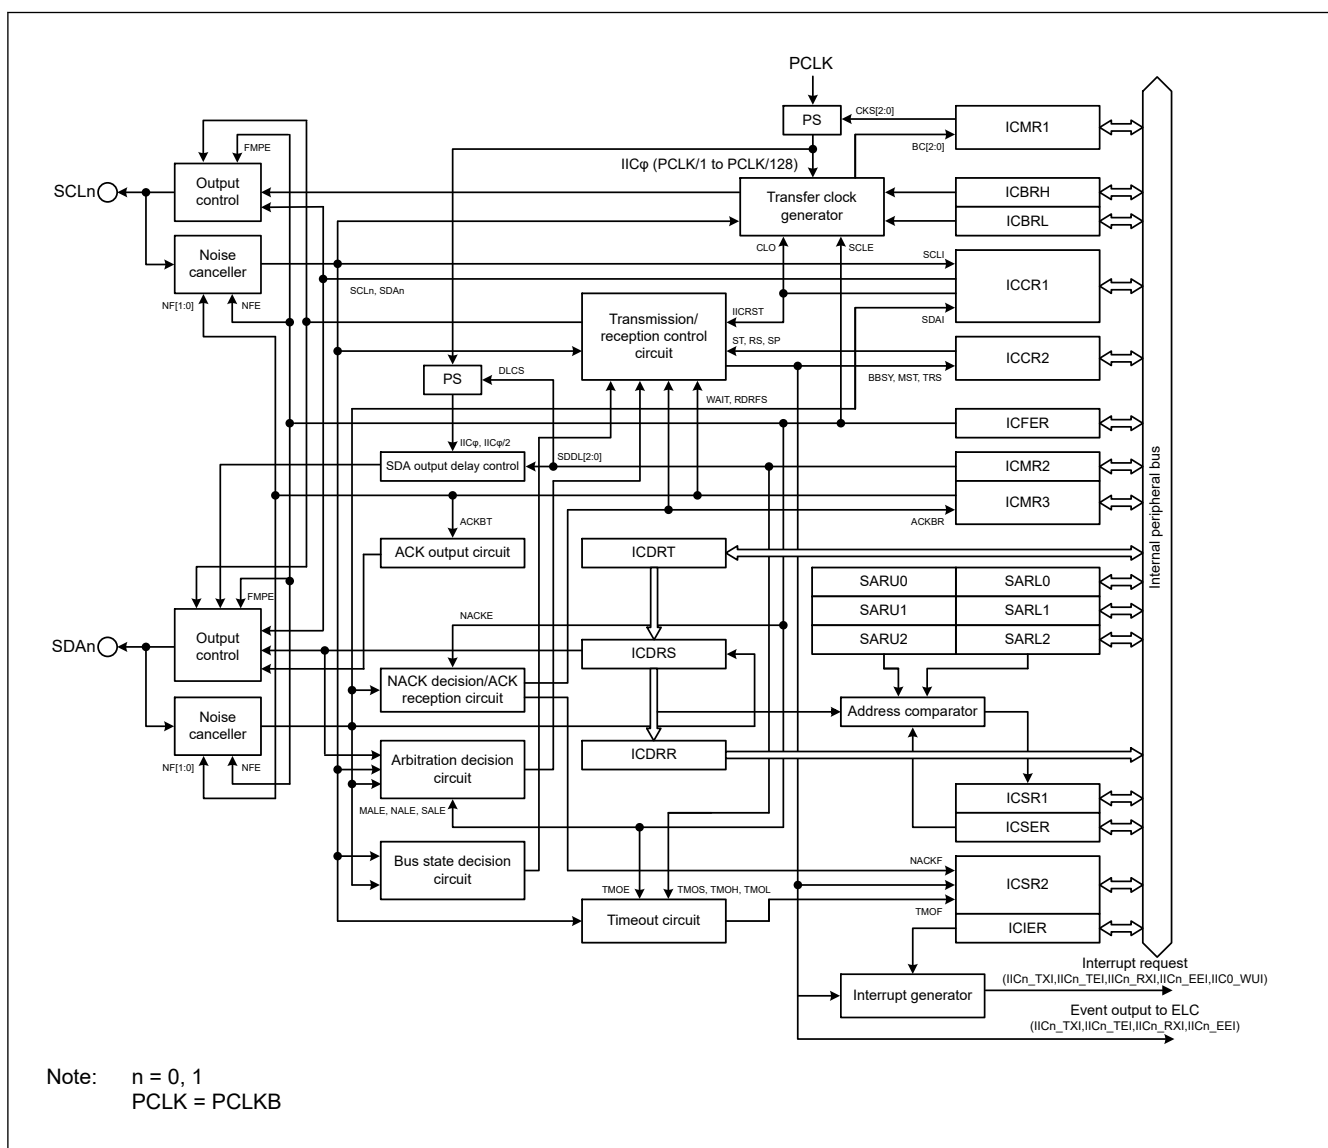 PCLK
PS
CKS[2:0]
ICMR1
BC[2:0]
FMPE
IICφ (PCLK/1 to PCLK/128)
SCLn
Output
control
Transfer clock
generator
ICBRH
ICBRL
Noise
canceller
CLO
SCLE
SCLI
NF[1:0]
NFE
SCLn, SDAn
ICCR1
Transmission/
reception control
circuit
IICRST
SDAI
ST, RS, SP
ICCR2
BBSY, MST, TRS
PS
DLCS
WAIT, RDRFS
ICFER
IICφ, IICφ/2
SDA output delay control
SDDL[2:0]
ICMR2
ICMR3
ACKBT
ACKBR
Internal peripheral bus
ACK output circuit
ICDRT
SARU0
SARL0
FMPE
SARU1
SARL1
NACKE
SDAn
Output
control
ICDRS
SARU2
SARL2
NACK decision/ACK
reception circuit
Noise
canceller
Address comparator
Arbitration decision
circuit
ICDRR
NF[1:0]
NFE
MALE, NALE, SALE
ICSR1
ICSER
Bus state decision
circuit
NACKF
ICSR2
TMOE
TMOS, TMOH, TMOL
TMOF
Timeout circuit
ICIER
Interrupt request
(IICn_TXI,IICn_TEI,IICn_RXI,IICn_EEI,IIC0_WUI)
Interrupt generator
Event output to ELC
(IICn_TXI,IICn_TEI,IICn_RXI,IICn_EEI)
Note: n = 0, 1
PCLK = PCLKB